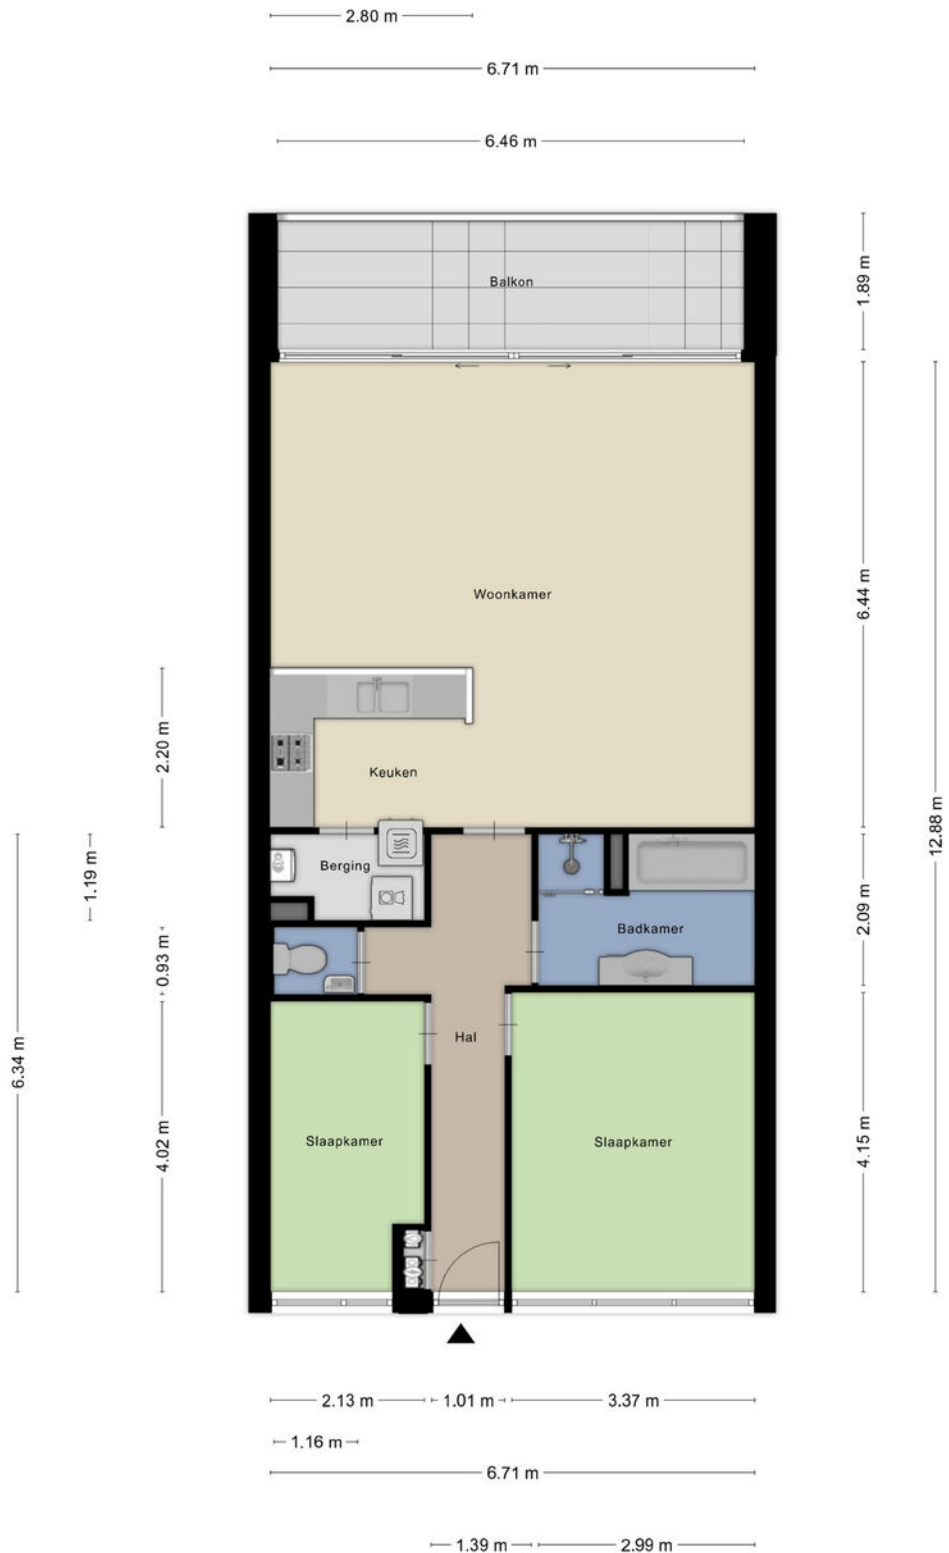 2.80 m
6.71 m
6.46 m
Balkon
1.89 m
Woonkamer
6.44 m
12.88 m
2.20 m
Keuken
Berging
1.19 m
2.09 m
Badkamer
0.93 m
Hal
6.34 m
Slaapkamer
Slaapkamer
4.02 m
4.15 m
2.13 m
1.01 m
3.37 m
1.16 m
6.71 m
1.39 m
2.99 m